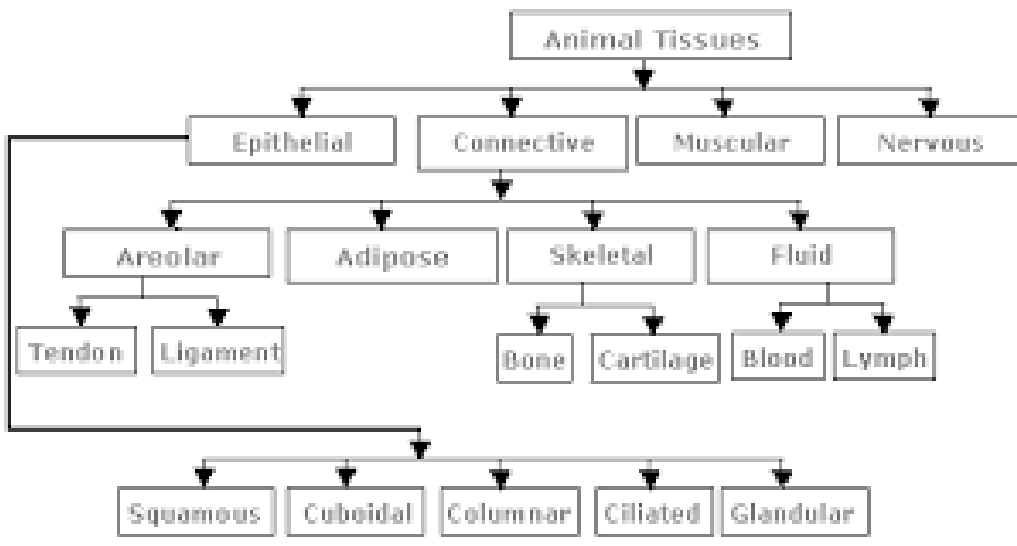 Animal Tissues
Epithelial
Connective
Muscular
Nervous
Areolar
Adipose
Skeletal
Fluid
Tendon
Ligament
Bone
Cartilage
Blood
Lymph
Squamous
Cuboidal
Columnar
Ciliated
Glandular